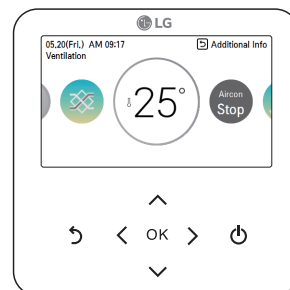 LG
05.20(Fri.) AM 09:17
Additional Info
Ventilation
25°
Aircon
Stop
OK